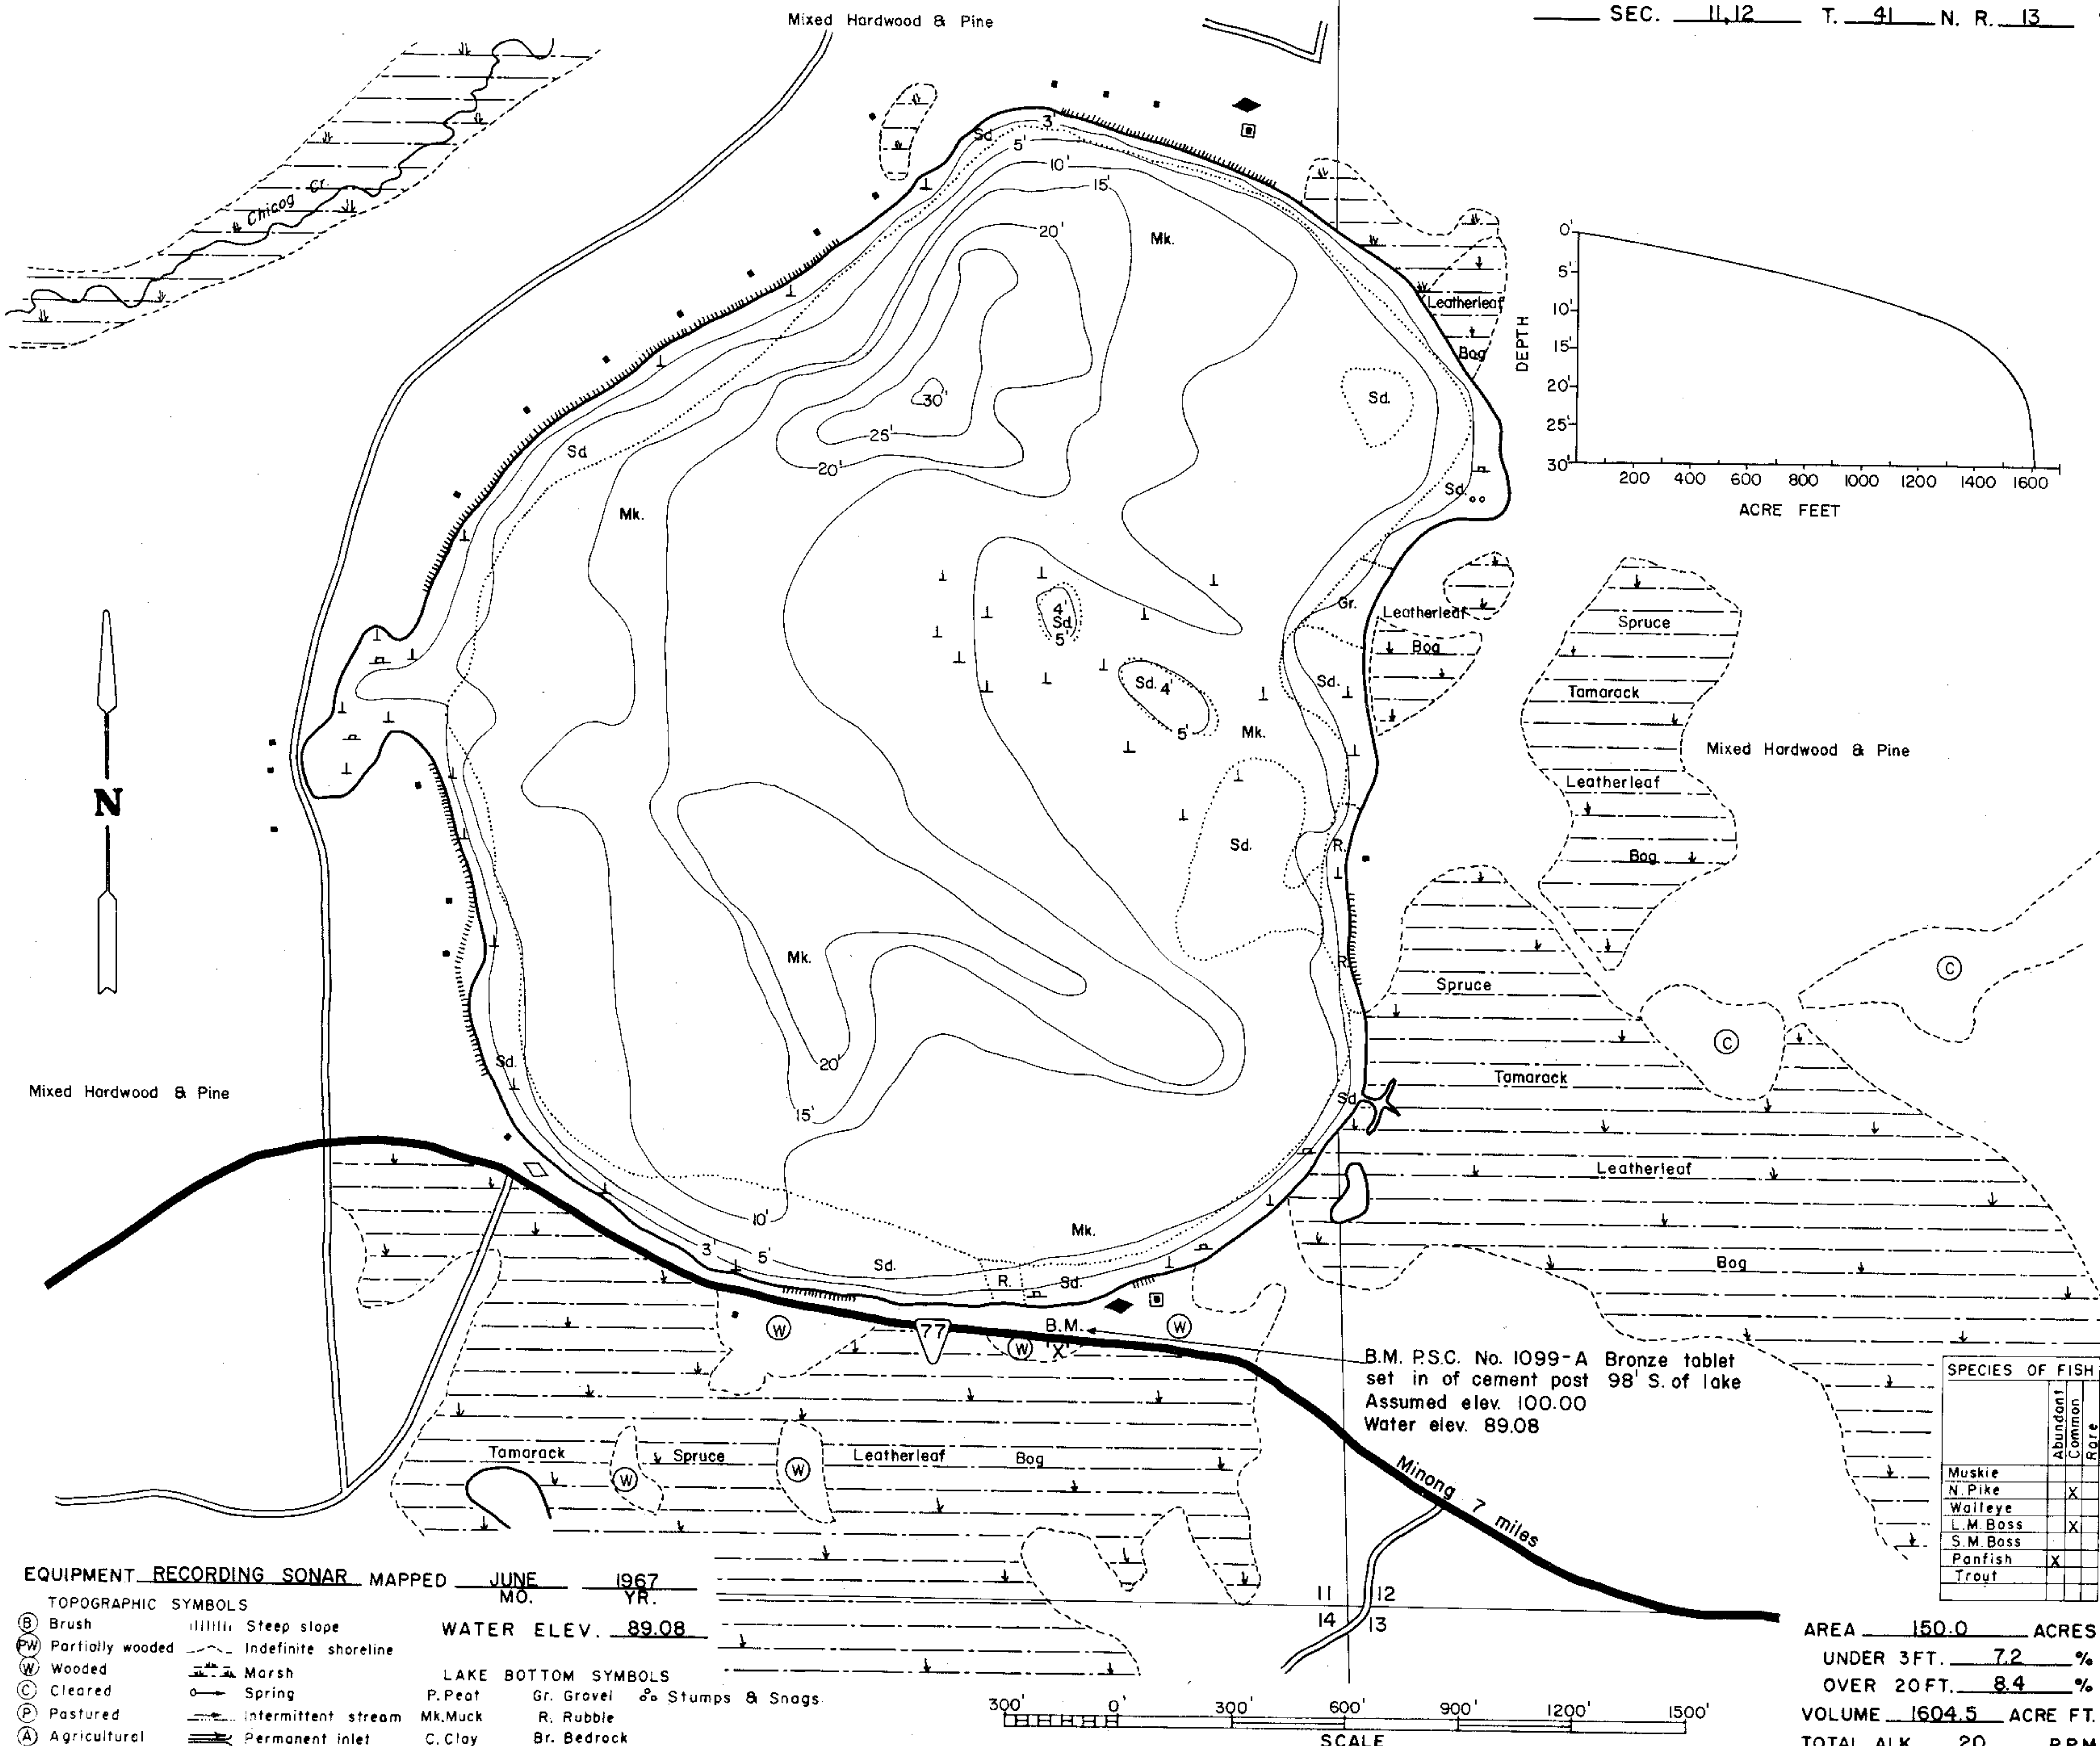 Mixed Hardwood & Pine
SEC. 11,12 T. 41 N. R. 13
Chicog Cr.
Sd.
3'
5'
10'
15'
20'
Mk.
Leatherleaf
Bog
Sd.
30'
25'
20'
Sd
Mk.
Sd.
0'
5'
10'
15'
20'
25'
30'
DEPTH
200 400 600 800 1000 1200 1400 1600
ACRE FEET
4'
Sd.
5'
Gr.
Leatherleaf
Bog
Sd. 4'
5'
Sd.
Mk.
Spruce
Tamarack
Mixed Hardwood & Pine
Leatherleaf
Bog
N
Sd.
R.
Mk.
R.
Spruce
C
C
Sd.
20'
Tamarack
Sd.
Mixed Hardwood & Pine
15'
Leatherleaf
10'
Mk.
3'
5'
Sd.
R.
Sd.
Bog
W
77
B.M.
'X'
W
W
B.M. P.S.C. No. 1099-A Bronze tablet
set in of cement post 98' S. of lake
Assumed elev. 100.00
Water elev. 89.08
Tamarack Spruce Leatherleaf Bog
W
W
Minong 7 miles
SPECIES OF FISH
Abundant
Common
Rare
Muskie
N. Pike X
Walleye
L.M. Bass X
S.M. Bass
Panfish X
Trout
11 12
14 13
EQUIPMENT RECORDING SONAR MAPPED JUNE 1967
MO. YR.
TOPOGRAPHIC SYMBOLS
B Brush
PW Partially wooded
W Wooded
C Cleared
P Pastured
A Agricultural
Steep slope
Indefinite shoreline
Marsh
Spring
Intermittent stream
Permanent inlet
WATER ELEV. 89.08
LAKE BOTTOM SYMBOLS
P. Peat Gr. Gravel Stumps & Snags
Mk. Muck R. Rubble
C. Clay Br. Bedrock
300' 0' 300' 600' 900' 1200' 1500'
SCALE
AREA 150.0 ACRES
UNDER 3 FT. 7.2 %
OVER 20 FT. 8.4 %
VOLUME 1604.5 ACRE FT.
TOTAL ALK. 20 P.P.M.